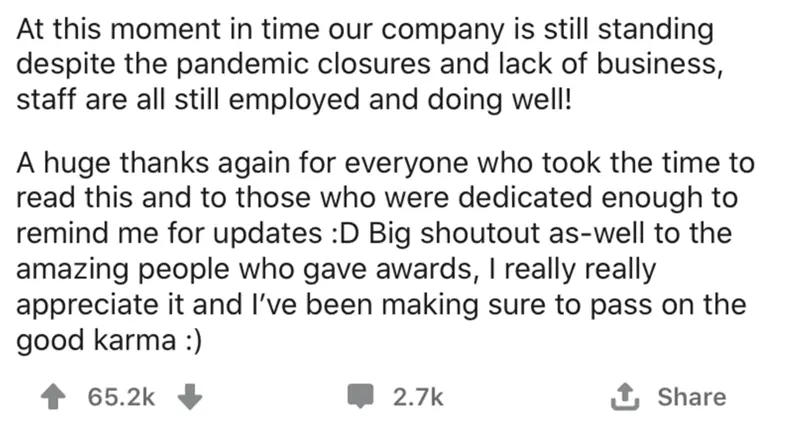 At this moment in time our company is still standing
despite the pandemic closures and lack of business,
staff are all still employed and doing well!
A huge thanks again for everyone who took the time to
read this and to those who were dedicated enough to
remind me for updates :D Big shoutout as-well to the
amazing people who gave awards, I really really
appreciate it and I’ve been making sure to pass on the
good karma :)
65.2k 2.7k Share